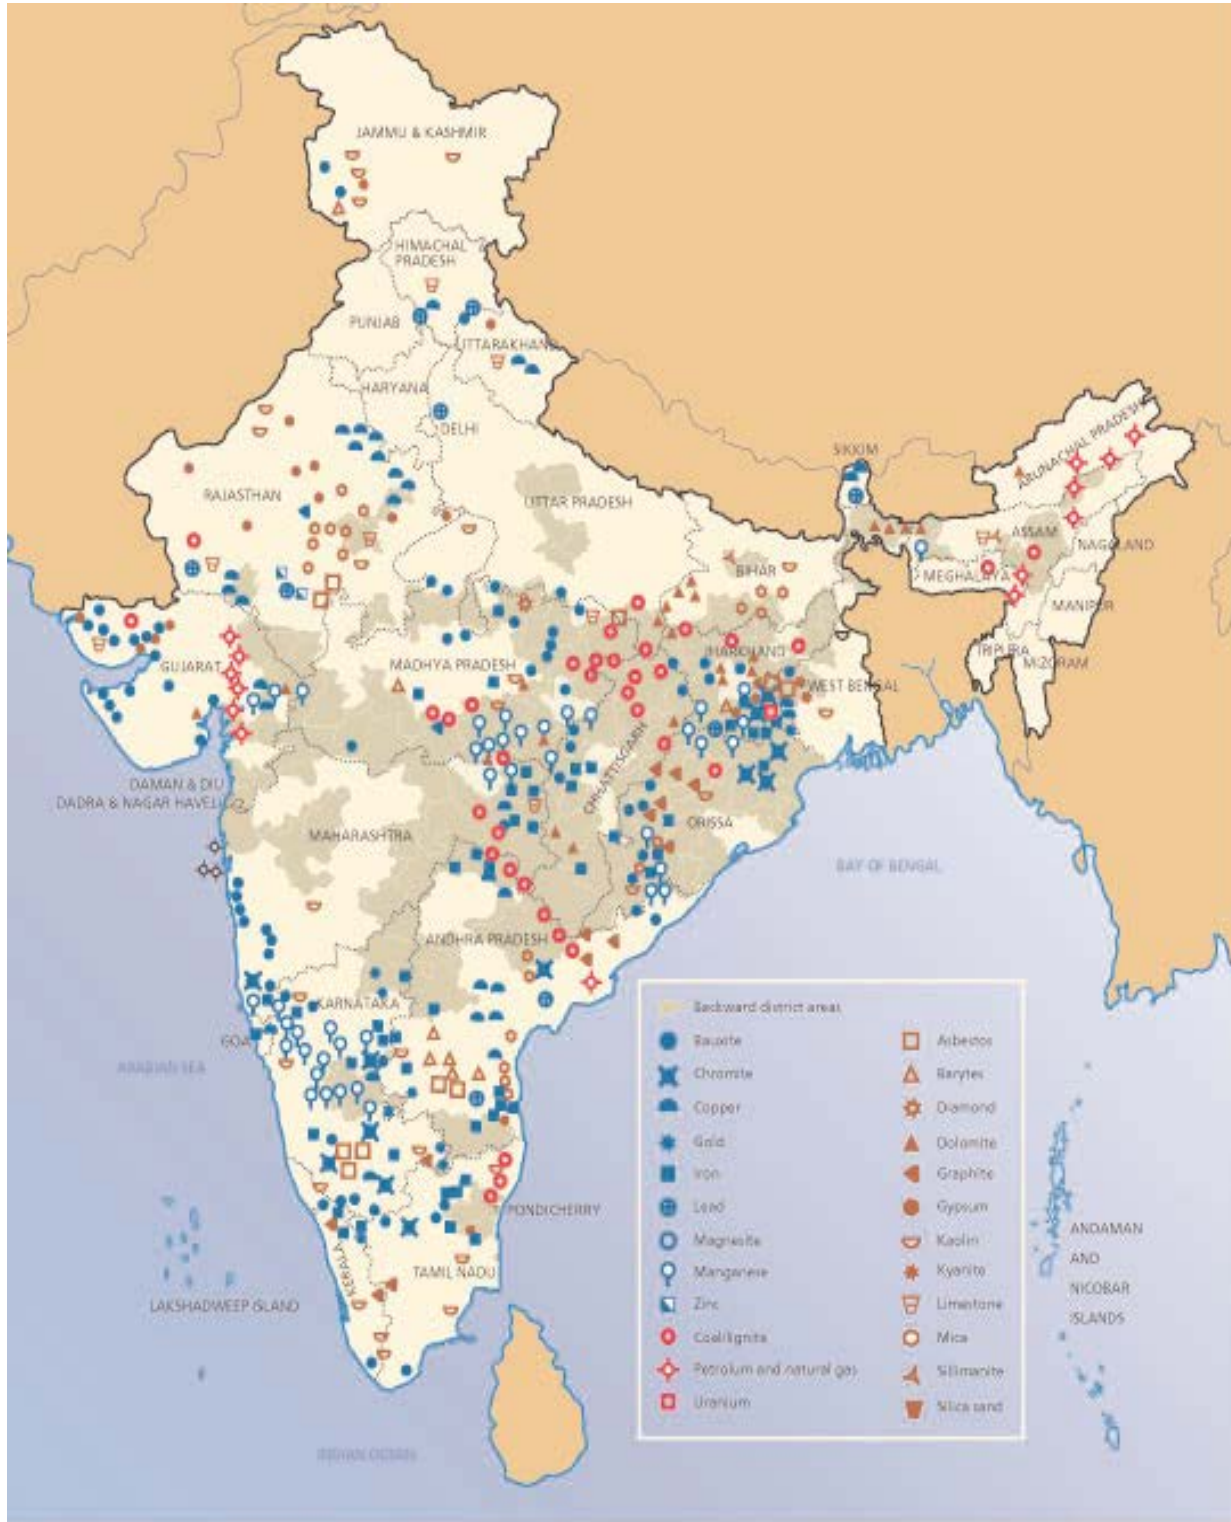 JAMMU & KASHMIR
HIMACHAL
PRADESH
PUNJAB
UTTARAKHAND
HARYANA
DELHI
SIKKIM
ARUNACHAL PRADESH
RAJASTHAN
UTTAR PRADESH
ASSAM
NAGALAND
BIHAR
MEGHALAYA
MANIPUR
TRIPURA
MIZORAM
GUJARAT
MADHYA PRADESH
JHARKHAND
WEST BENGAL
CHHATTISGARH
DAMAN & DIU
DADRA & NAGAR HAVELI
MAHARASHTRA
ORISSA
BAY OF BENGAL
ANDHRA PRADESH
KARNATAKA
GOA
ARABIAN SEA
PONDICHERRY
KERALA
TAMIL NADU
LAKSHADWEEP ISLAND
INDIAN OCEAN
ANDAMAN
AND
NICOBAR
ISLANDS
Backward district areas
Bauxite
Chromite
Copper
Gold
Iron
Lead
Magnesite
Manganese
Zinc
Coal/lignite
Petrolum and natural gas
Uranium
Asbestos
Barytes
Diamond
Dolomite
Graphite
Gypsum
Kaolin
Kyanite
Limestone
Mica
Sillimanite
Silica sand